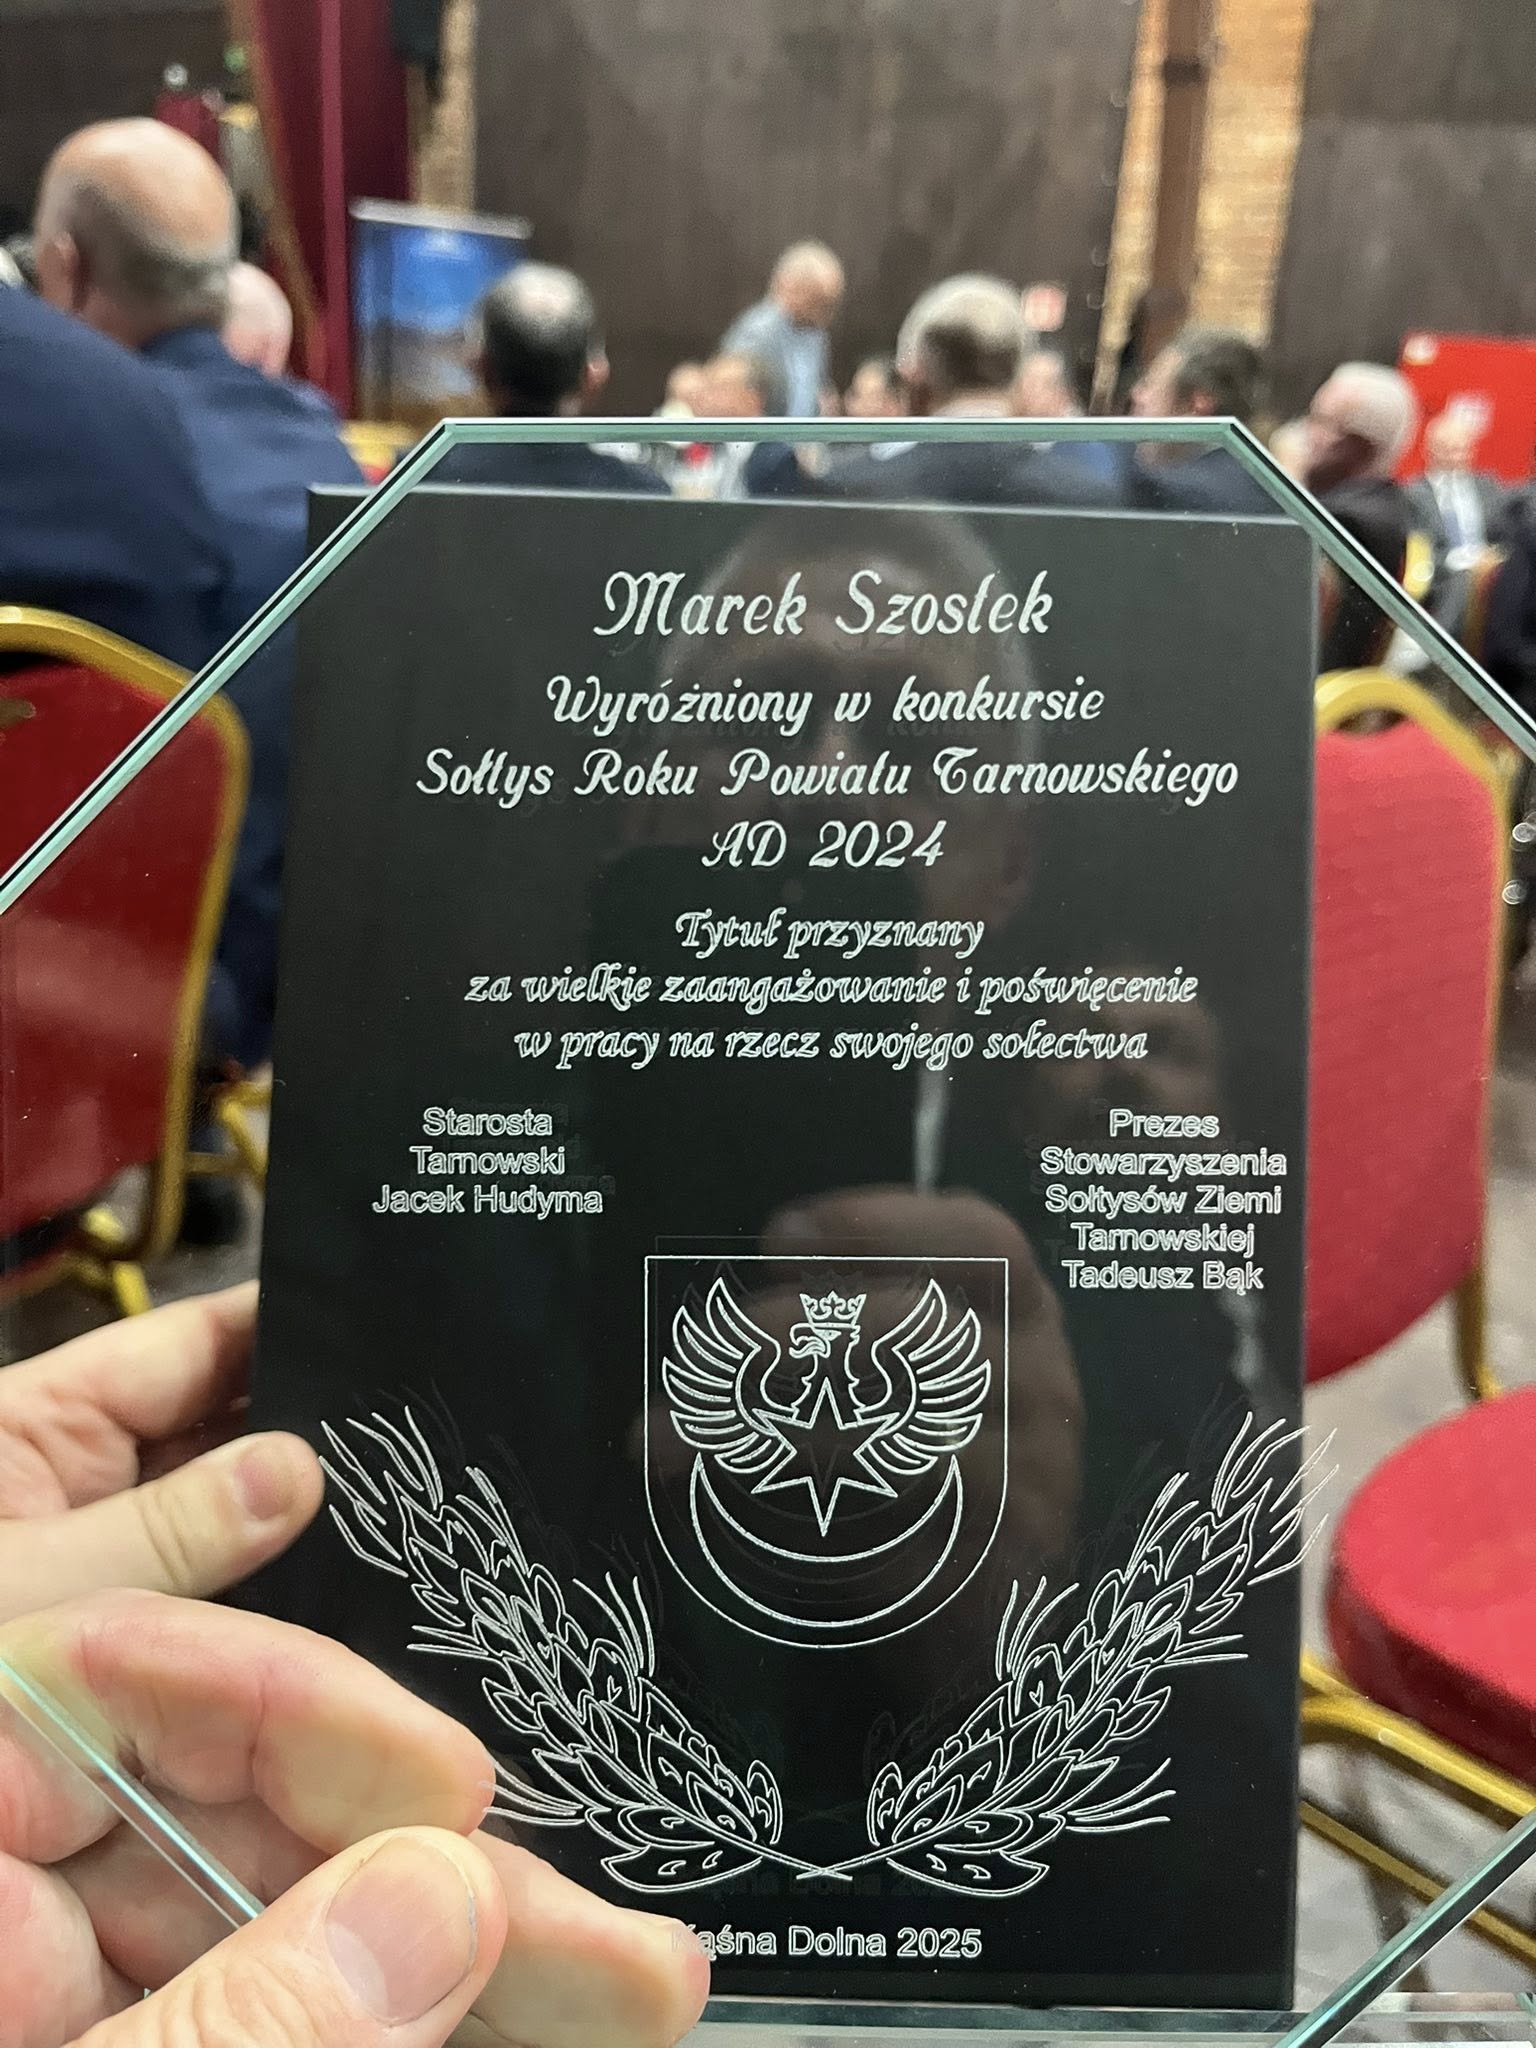 Marek Szostek
Wyróżniony w konkursie
Sołtys Roku Powiatu Tarnowskiego
AD 2024
Tytuł przyznany
za wielkie zaangażowanie i poświęcenie
w pracy na rzecz swojego sołectwa
Starosta
Tarnowski
Jacek Hudyma
Prezes
Stowarzyszenia
Sołtysów Ziemi
Tarnowskiej
Tadeusz Bąk
Kąśna Dolna 2025